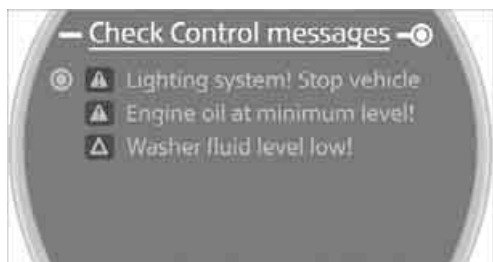 Check Control messages
Lighting system! Stop vehicle
Engine oil at minimum level!
Washer fluid level low!